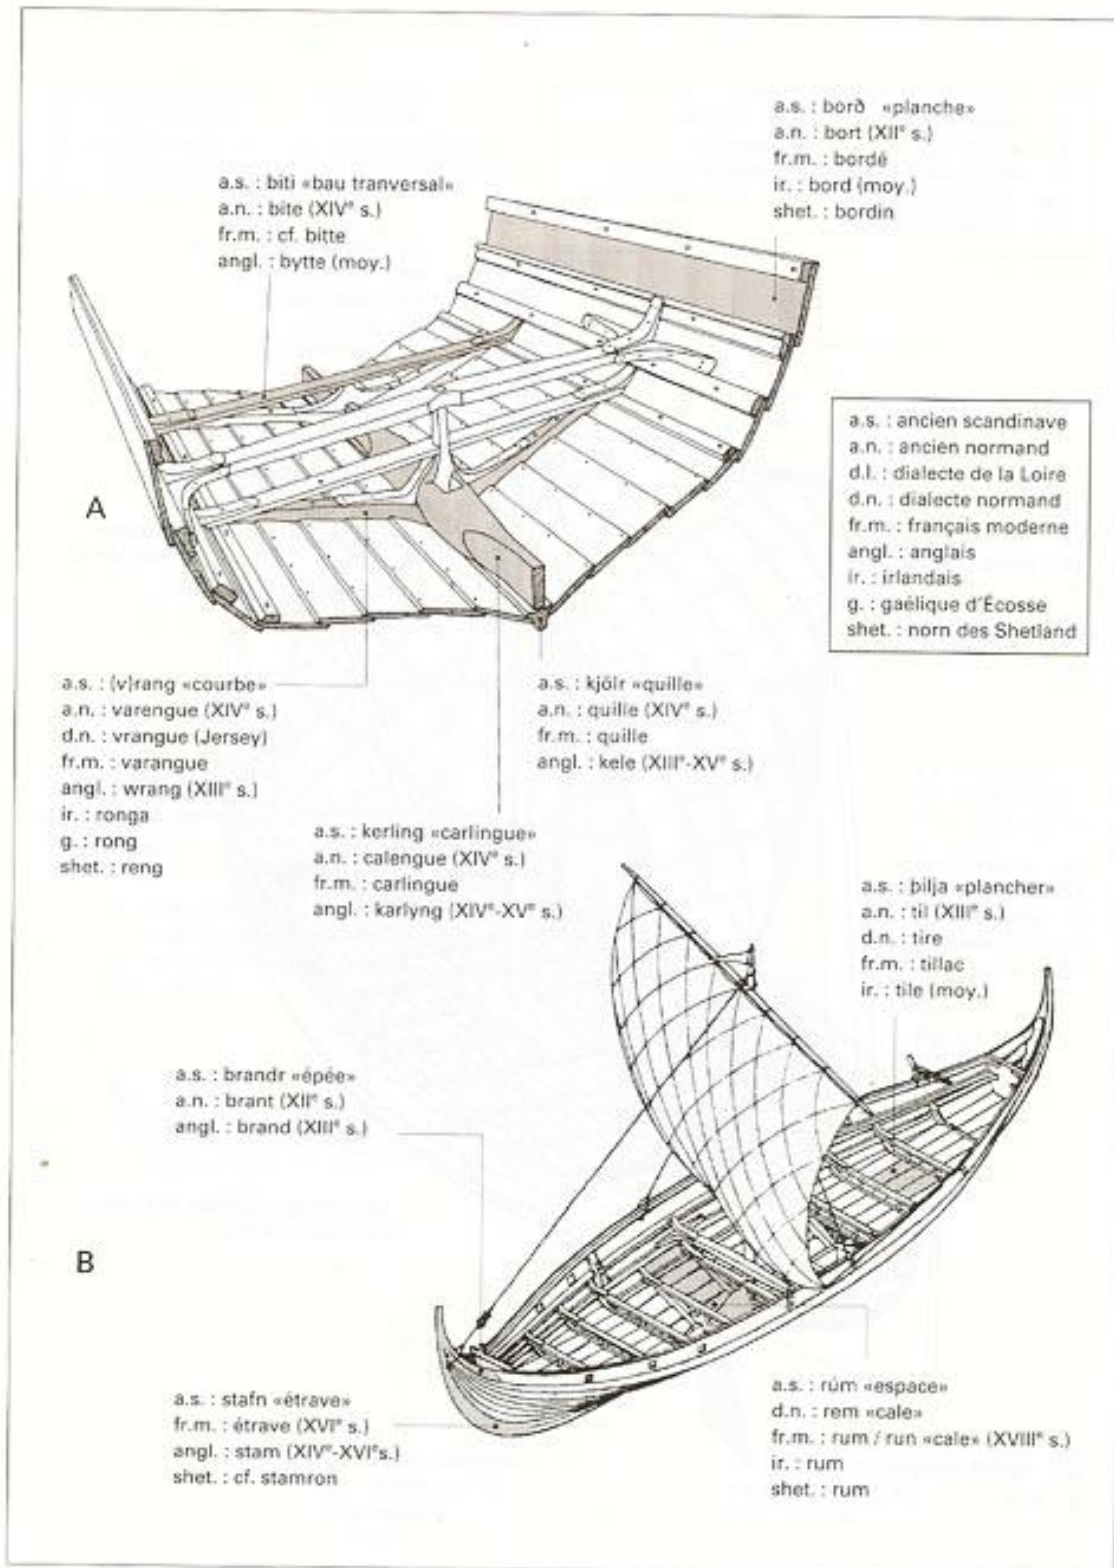 a.s. : borð «planche»
a.n. : bort (XIIᵉ s.)
fr.m. : bordé
ir. : bord (moy.)
shet. : bordin
a.s. : biti «bau tranversal»
a.n. : bite (XIVᵉ s.)
fr.m. : cf. bitte
angl. : bytte (moy.)
a.s. : ancien scandinave
a.n. : ancien normand
d.l. : dialecte de la Loire
d.n. : dialecte normand
fr.m. : français moderne
angl. : anglais
ir. : irlandais
g. : gaélique d'Écosse
shet. : norn des Shetland
A
a.s. : (v)rang «courbe»
a.n. : varengue (XIVᵉ s.)
d.n. : vrangue (Jersey)
fr.m. : varangue
angl. : wrang (XIIIᵉ s.)
ir. : ronga
g. : rong
shet. : reng
a.s. : kjölr «quille»
a.n. : quille (XIVᵉ s.)
fr.m. : quille
angl. : kele (XIIIᵉ-XVᵉ s.)
a.s. : kerling «carlingue»
a.n. : calengue (XIVᵉ s.)
fr.m. : carlingue
angl. : karlyng (XIVᵉ-XVᵉ s.)
a.s. : þilja «plancher»
a.n. : til (XIIIᵉ s.)
d.n. : tire
fr.m. : tillac
ir. : tile (moy.)
a.s. : brandr «épée»
a.n. : brant (XIIᵉ s.)
angl. : brand (XIIIᵉ s.)
B
a.s. : stafn «étrave»
fr.m. : étrave (XVIᵉ s.)
angl. : stam (XIVᵉ-XVIᵉs.)
shet. : cf. stamron
a.s. : rúm «espace»
d.n. : rem «cale»
fr.m. : rum / run «cale» (XVIIIᵉ s.)
ir. : rum
shet. : rum